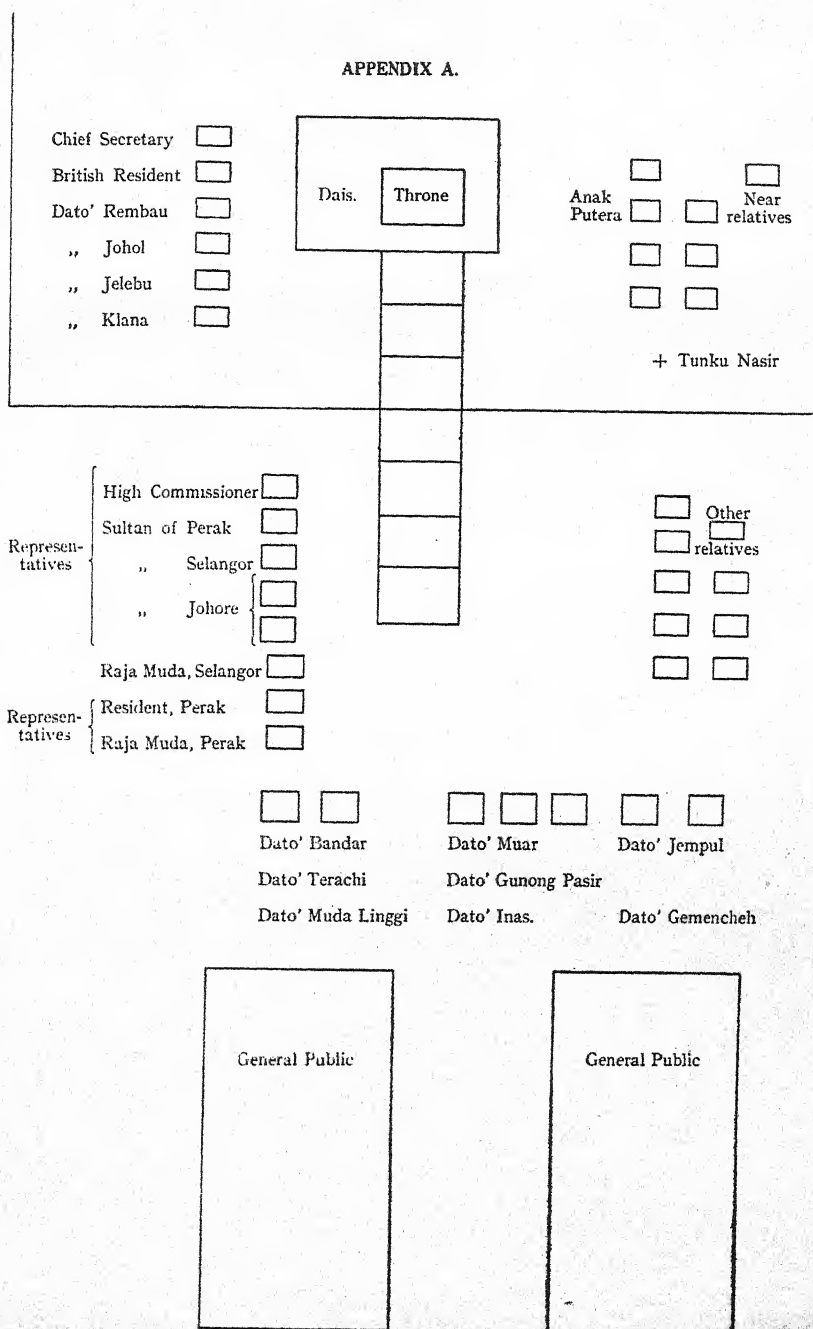 APPENDIX A.
Chief Secretary
British Resident
Dato' Rembau
,, Johol
,, Jelebu
,, Klana
Dais.
Throne
Anak
Putera
Near
relatives
+ Tunku Nasir
Represen-
tatives
High Commissioner
Sultan of Perak
,, Selangor
,, Johore
Raja Muda, Selangor
Represen-
tatives
Resident, Perak
Raja Muda, Perak
Other
relatives
Dato' Bandar
Dato' Muar
Dato' Jempul
Dato' Terachi
Dato' Gunong Pasir
Dato' Muda Linggi
Dato' Inas.
Dato' Gemencheh
General Public
General Public